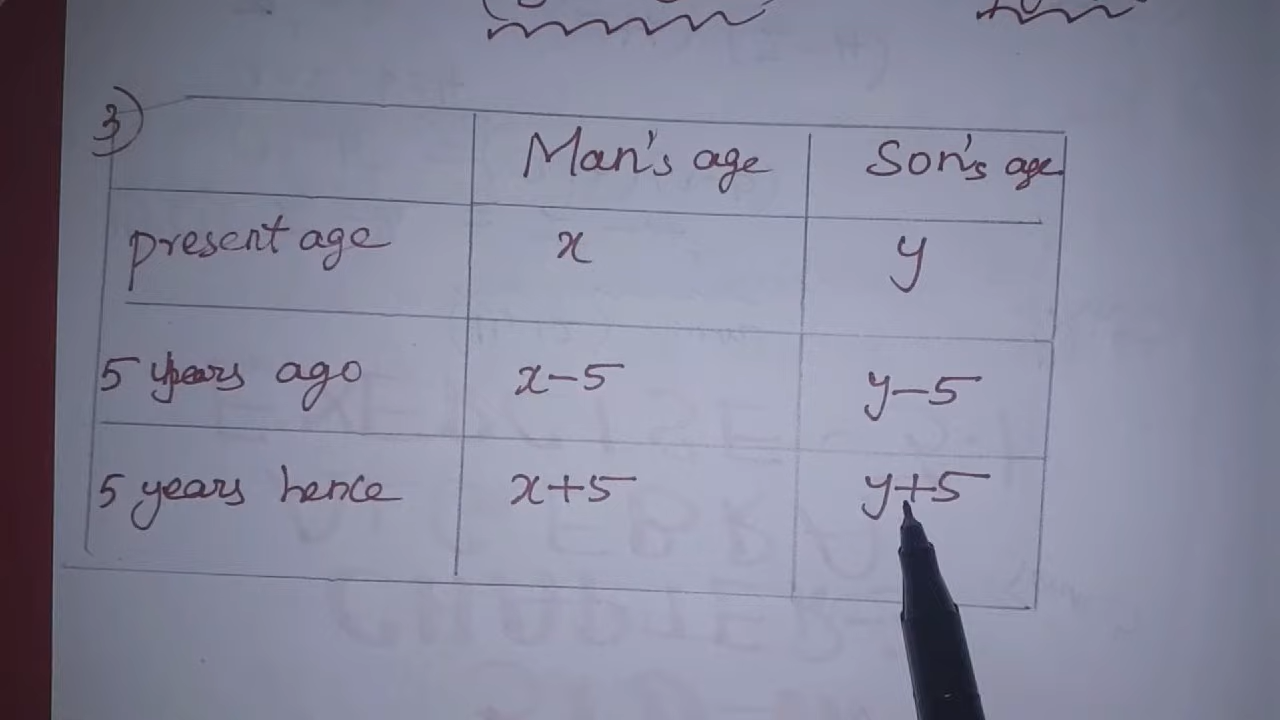 3)
Man's age Son's age
present age x y
5 years ago x-5 y-5
5 years hence x+5 y+5